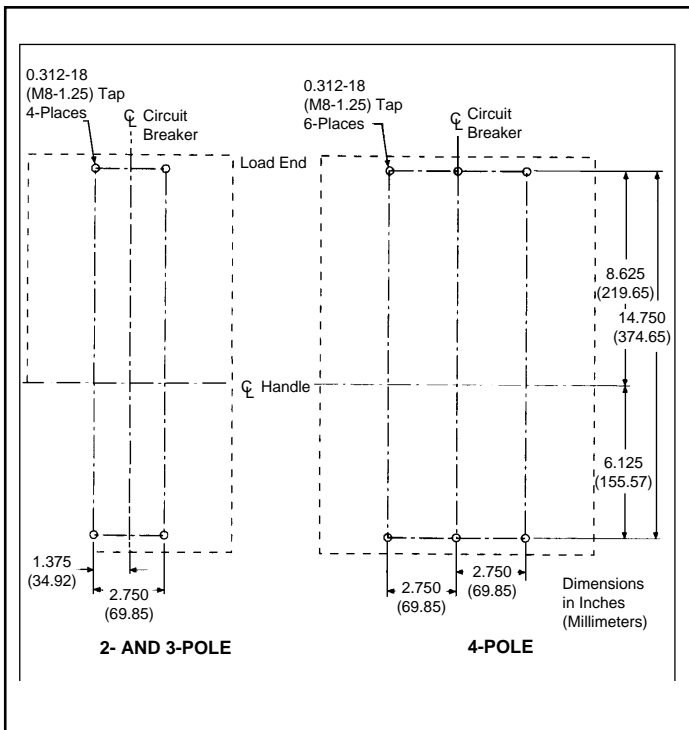 0.312-18
(M8-1.25) Tap
4-Places
CL Circuit
Breaker
Load End
0.312-18
(M8-1.25) Tap
6-Places
CL Circuit
Breaker
8.625
(219.65)
14.750
(374.65)
CL Handle
6.125
(155.57)
1.375
(34.92)
2.750
(69.85)
2.750
(69.85)
2.750
(69.85)
Dimensions
in Inches
(Millimeters)
2- AND 3-POLE
4-POLE